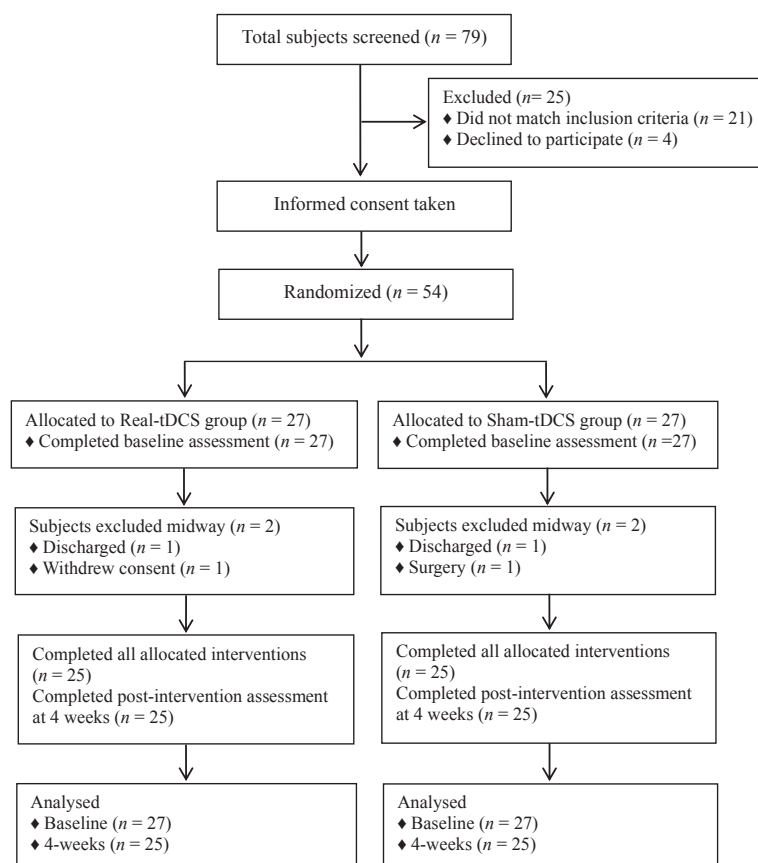 Total subjects screened (n = 79)
Excluded (n= 25)
♦ Did not match inclusion criteria (n = 21)
♦ Declined to participate (n = 4)
Informed consent taken
Randomized (n = 54)
Allocated to Real-tDCS group (n = 27)
♦ Completed baseline assessment (n = 27)
Allocated to Sham-tDCS group (n = 27)
♦ Completed baseline assessment (n =27)
Subjects excluded midway (n = 2)
♦ Discharged (n = 1)
♦ Withdrew consent (n = 1)
Subjects excluded midway (n = 2)
♦ Discharged (n = 1)
♦ Surgery (n = 1)
Completed all allocated interventions
(n = 25)
Completed post-intervention assessment
at 4 weeks (n = 25)
Completed all allocated interventions
(n = 25)
Completed post-intervention assessment
at 4 weeks (n = 25)
Analysed
♦ Baseline (n = 27)
♦ 4-weeks (n = 25)
Analysed
♦ Baseline (n = 27)
♦ 4-weeks (n = 25)